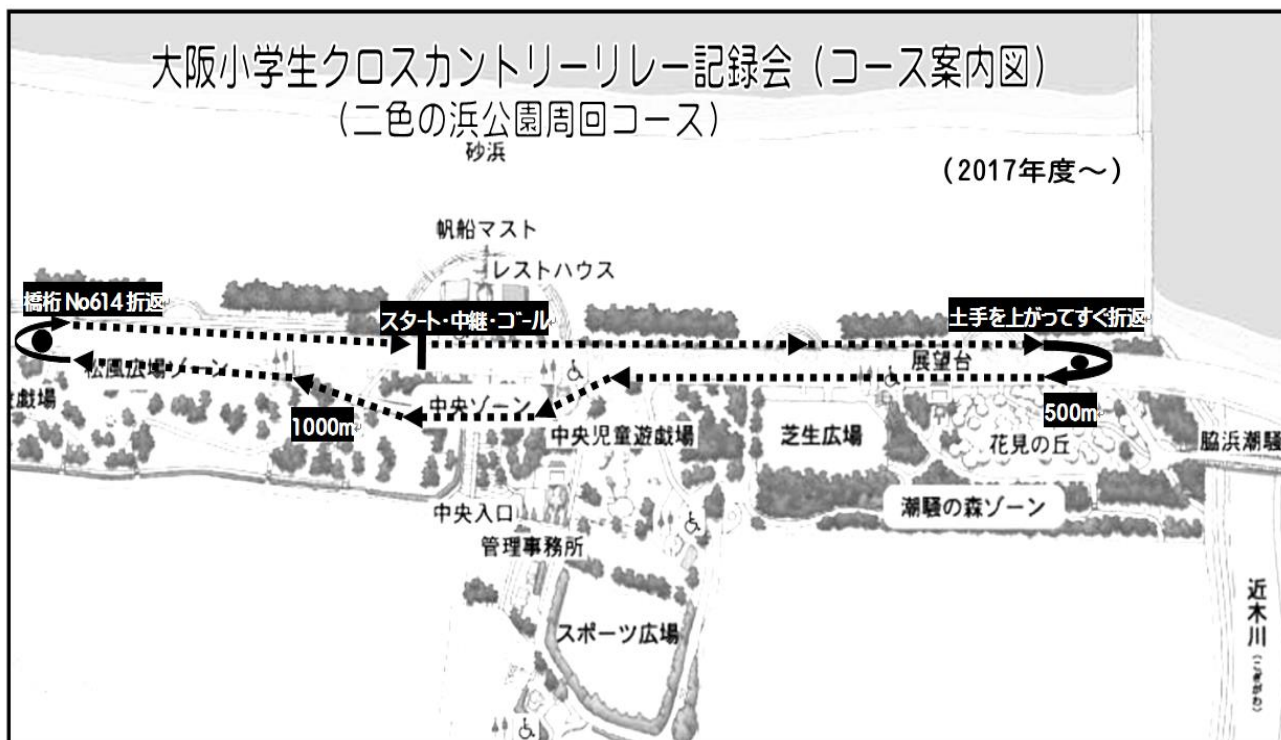 大阪小学生クロスカントリーリレー記録会（コース案内図）
（二色の浜公園周回コース）
砂浜
（2017年度～）
帆船マスト
レストハウス
橋桁No614折返
スタート・中継・ゴール
土手を上がってすぐ折返
松風広場ゾーン
展望台
戯場
中央ゾーン
1000m
500m
中央児童遊戯場
芝生広場
花見の丘
脇浜潮騒
中央入口
潮騒の森ゾーン
管理事務所
スポーツ広場
近木川
（こぎがわ）